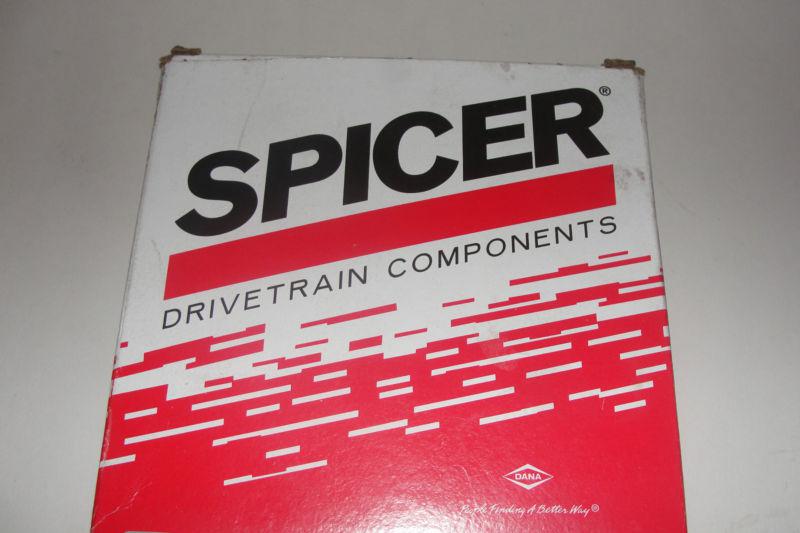 SPICER®
DRIVETRAIN COMPONENTS
DANA
People Finding A Better Way®